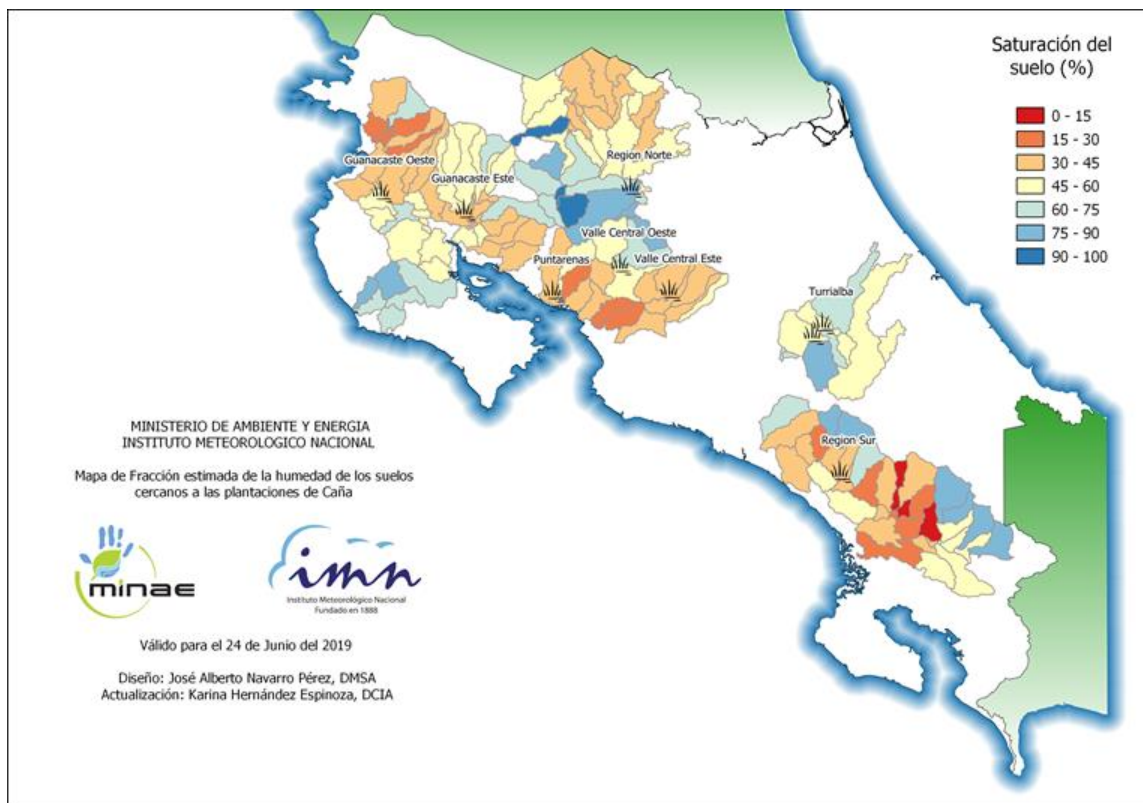 Saturación del
suelo (%)
0 - 15
15 - 30
30 - 45
45 - 60
60 - 75
75 - 90
90 - 100
Guanacaste Oeste
Guanacaste Este
Region Norte
Valle Central Oeste
Puntarenas
Valle Central Este
Turrialba
Region Sur
MINISTERIO DE AMBIENTE Y ENERGIA
INSTITUTO METEOROLOGICO NACIONAL
Mapa de Fracción estimada de la humedad de los suelos
cercanos a las plantaciones de Caña
minae
imn
Instituto Meteorológico Nacional
Fundado en 1888
Válido para el 24 de Junio del 2019
Diseño: José Alberto Navarro Pérez, DMSA
Actualización: Karina Hernández Espinoza, DCIA